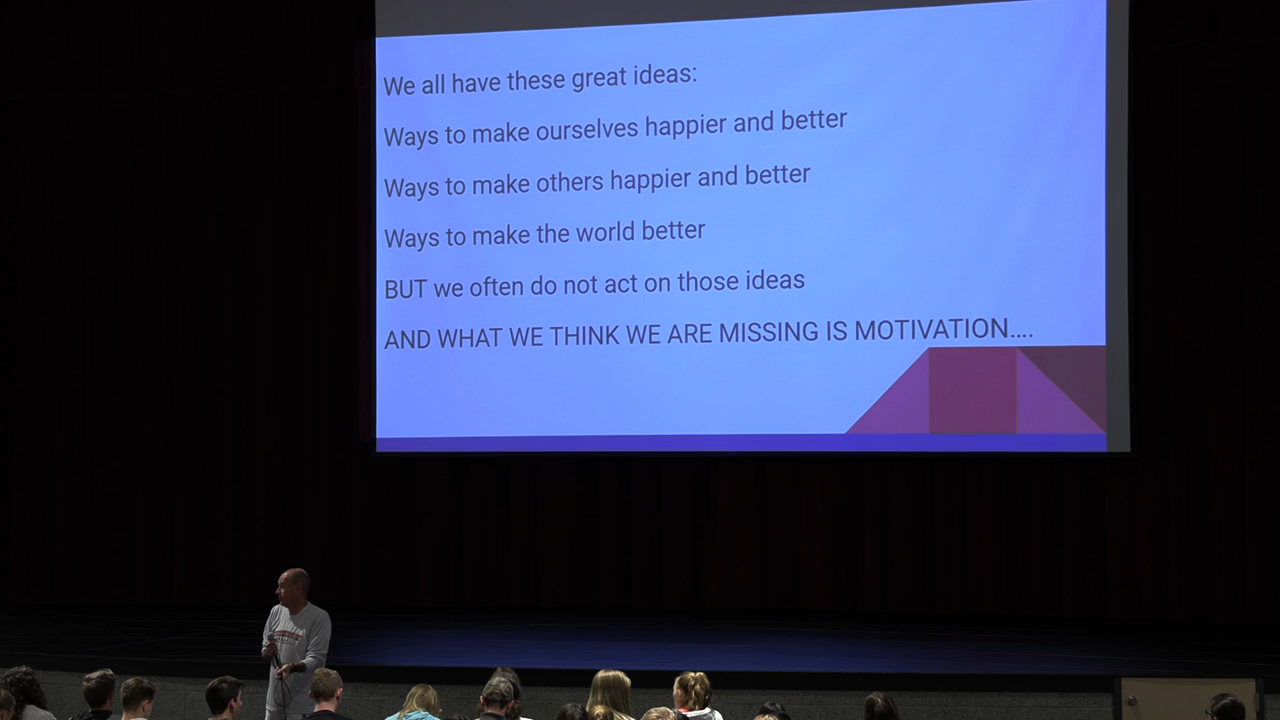 We all have these great ideas:
Ways to make ourselves happier and better
Ways to make others happier and better
Ways to make the world better
BUT we often do not act on those ideas
AND WHAT WE THINK WE ARE MISSING IS MOTIVATION....